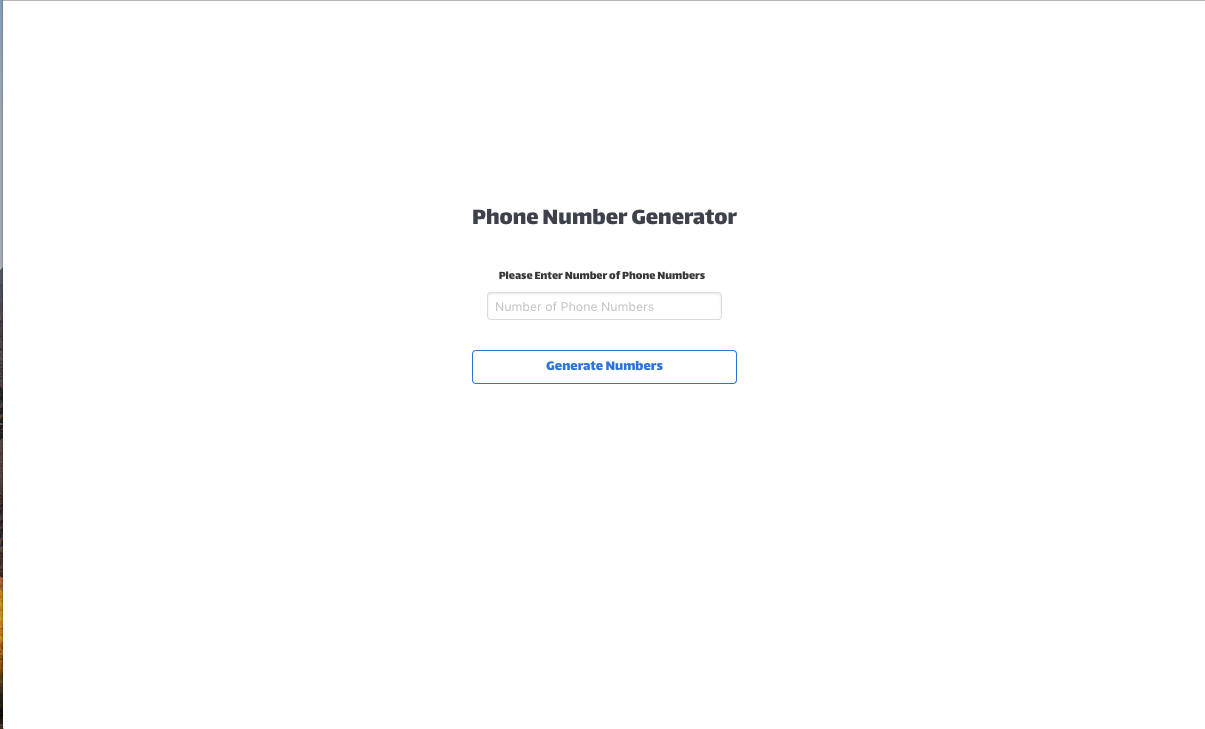 Phone Number Generator
Please Enter Number of Phone Numbers
Number of Phone Numbers
Generate Numbers